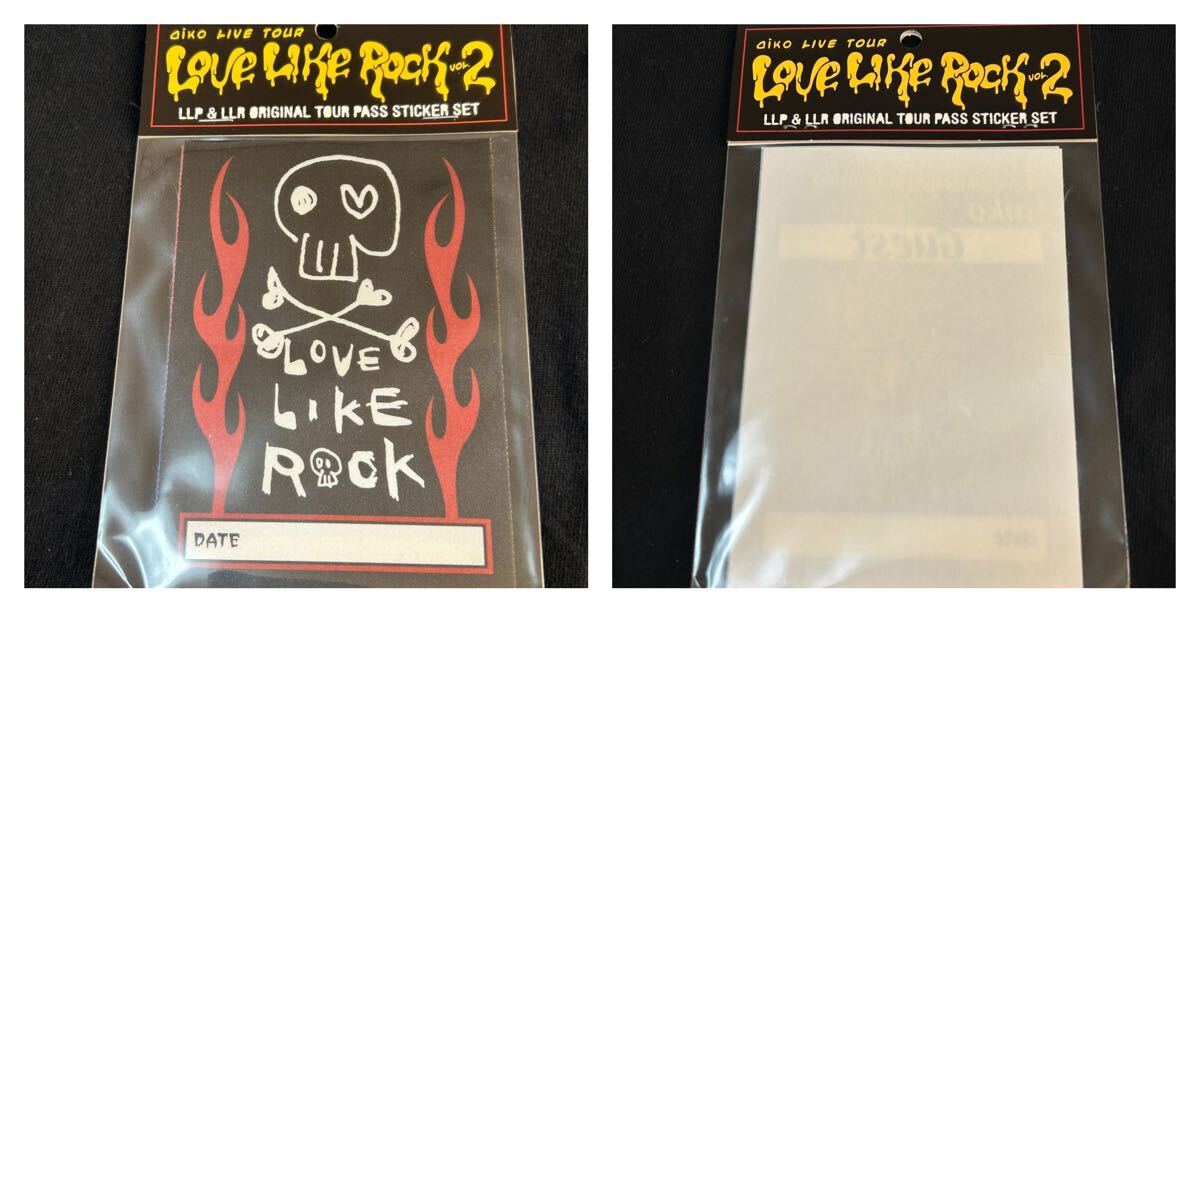 aiko LIVE TOUR
LOVE LIKE ROCK vol.2
LLP & LLR ORIGINAL TOUR PASS STICKER SET
LOVE
LIKE
ROCK
DATE
aiko LIVE TOUR
LOVE LIKE ROCK vol.2
LLP & LLR ORIGINAL TOUR PASS STICKER SET
aiko
Guest
DATE